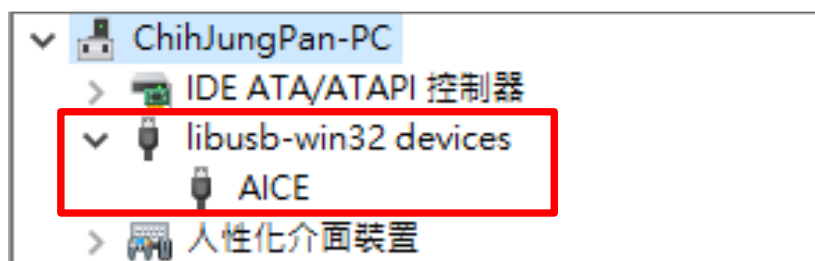 ChihJungPan-PC
IDE ATA/ATAPI 控制器
libusb-win32 devices
AICE
人性化介面裝置